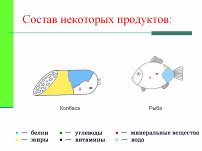 Состав некоторых продуктов:
Колбаса Рыба
— белки — углеводы — минеральные вещества
— жиры — витамины — вода